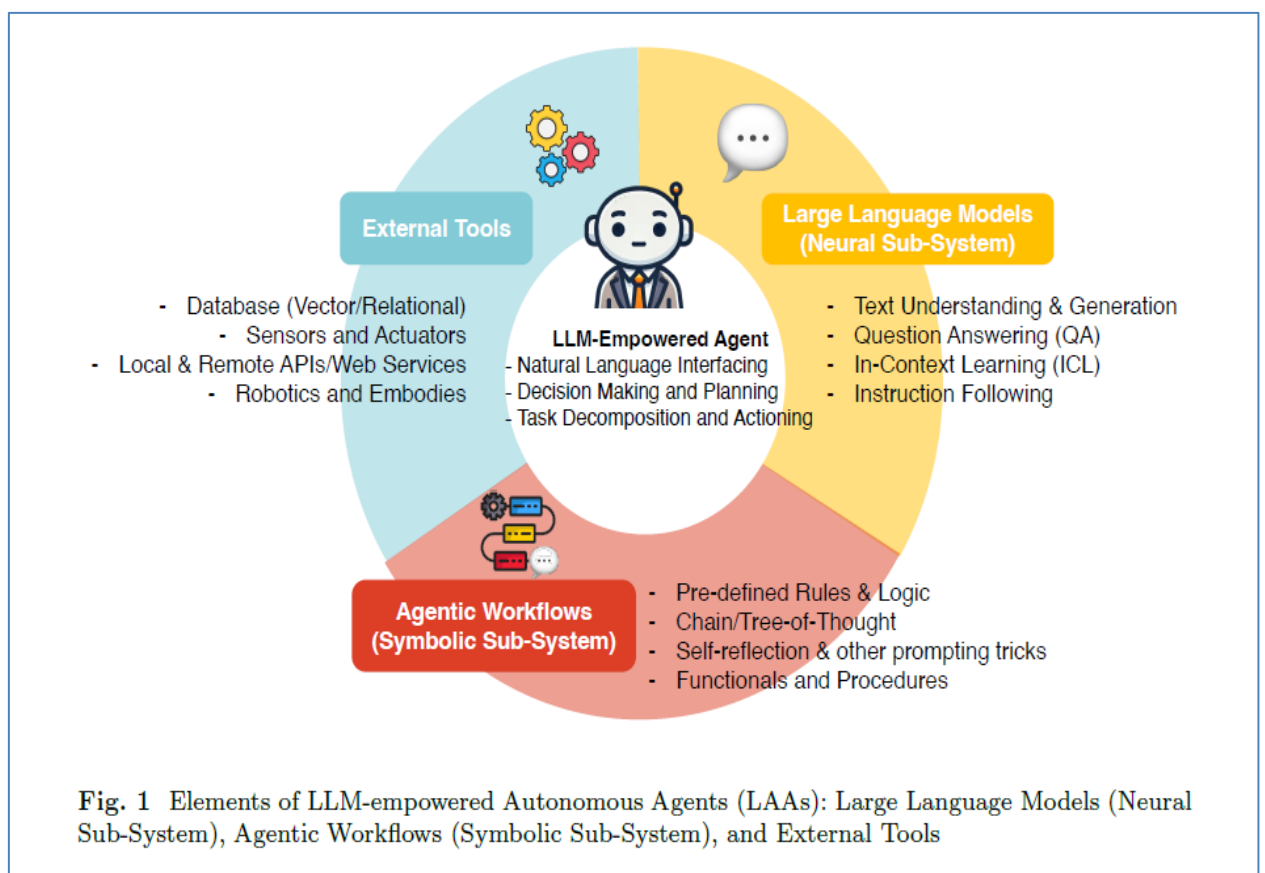 External Tools
- Database (Vector/Relational)
- Sensors and Actuators
- Local & Remote APIs/Web Services
- Robotics and Embodies
LLM-Empowered Agent
- Natural Language Interfacing
- Decision Making and Planning
- Task Decomposition and Actioning
Large Language Models
(Neural Sub-System)
- Text Understanding & Generation
- Question Answering (QA)
- In-Context Learning (ICL)
- Instruction Following
Agentic Workflows
(Symbolic Sub-System)
- Pre-defined Rules & Logic
- Chain/Tree-of-Thought
- Self-reflection & other prompting tricks
- Functionals and Procedures
Fig. 1 Elements of LLM-empowered Autonomous Agents (LAAs): Large Language Models (Neural
Sub-System), Agentic Workflows (Symbolic Sub-System), and External Tools